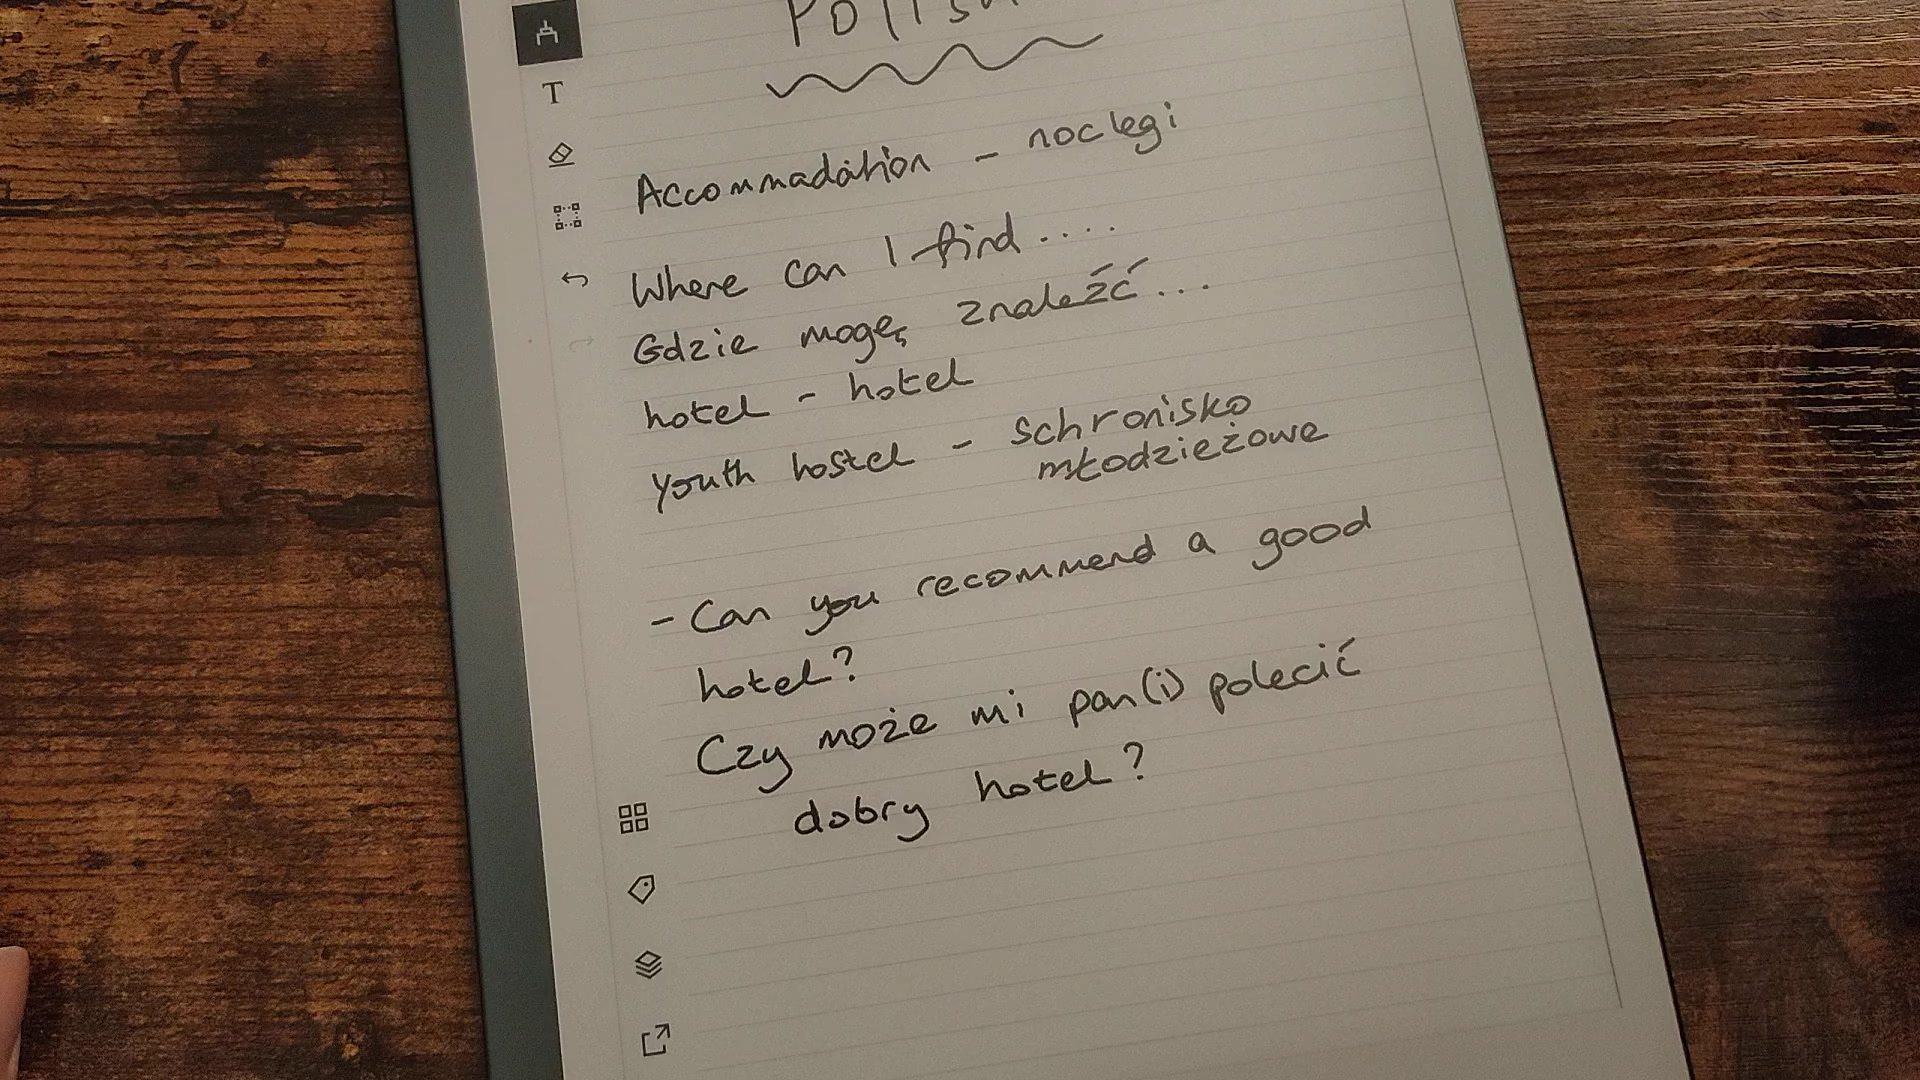 Polish
Accommadation - noclegi
Where can I find ....
Gdzie mogę znaleźć...
hotel - hotel
youth hostel - schronisko
młodzieżowe
- Can you recommend a good
hotel?
Czy może mi pan(i) polecić
dobry hotel?